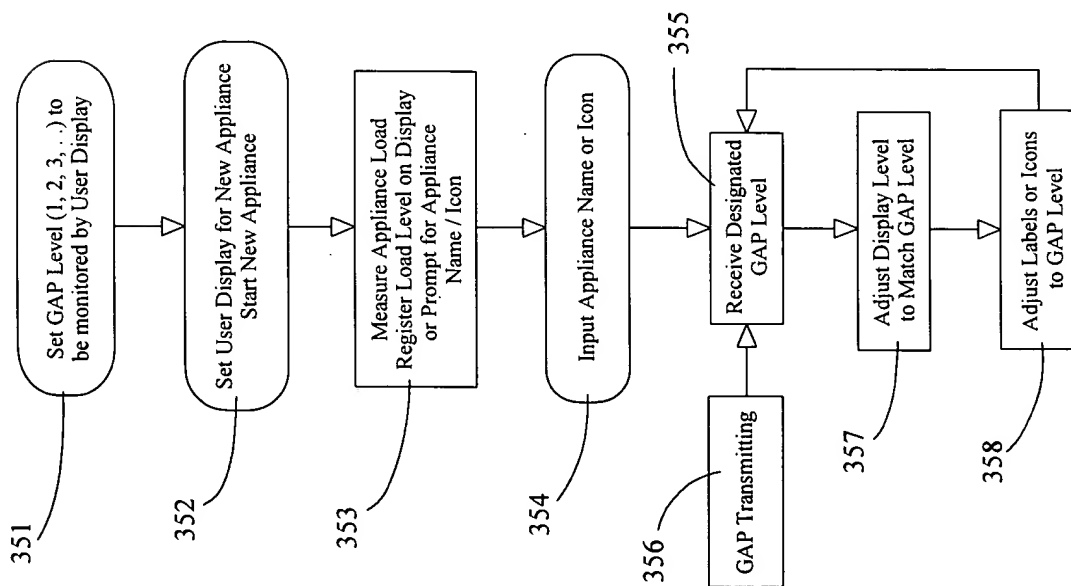 351
Set GAP Level (1, 2, 3, . .) to
be monitored by User Display
352
Set User Display for New Appliance
Start New Appliance
353
Measure Appliance Load
Register Load Level on Display
or Prompt for Appliance
Name / Icon
354
Input Appliance Name or Icon
355
Receive Designated
GAP Level
356
GAP Transmitting
357
Adjust Display Level
to Match GAP Level
358
Adjust Labels or Icons
to GAP Level